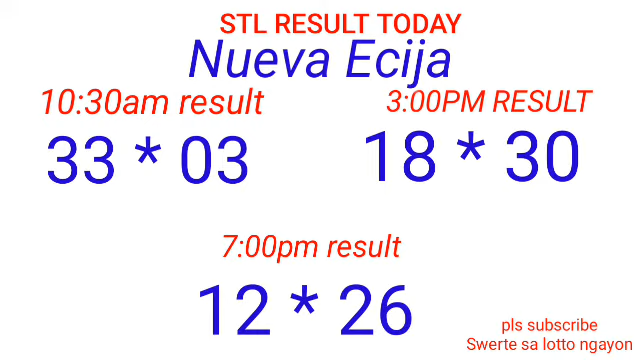 STL RESULT TODAY
Nueva Ecija
10:30am result
33 * 03
3:00PM RESULT
18 * 30
7:00pm result
12 * 26
pls subscribe
Swerte sa lotto ngayon